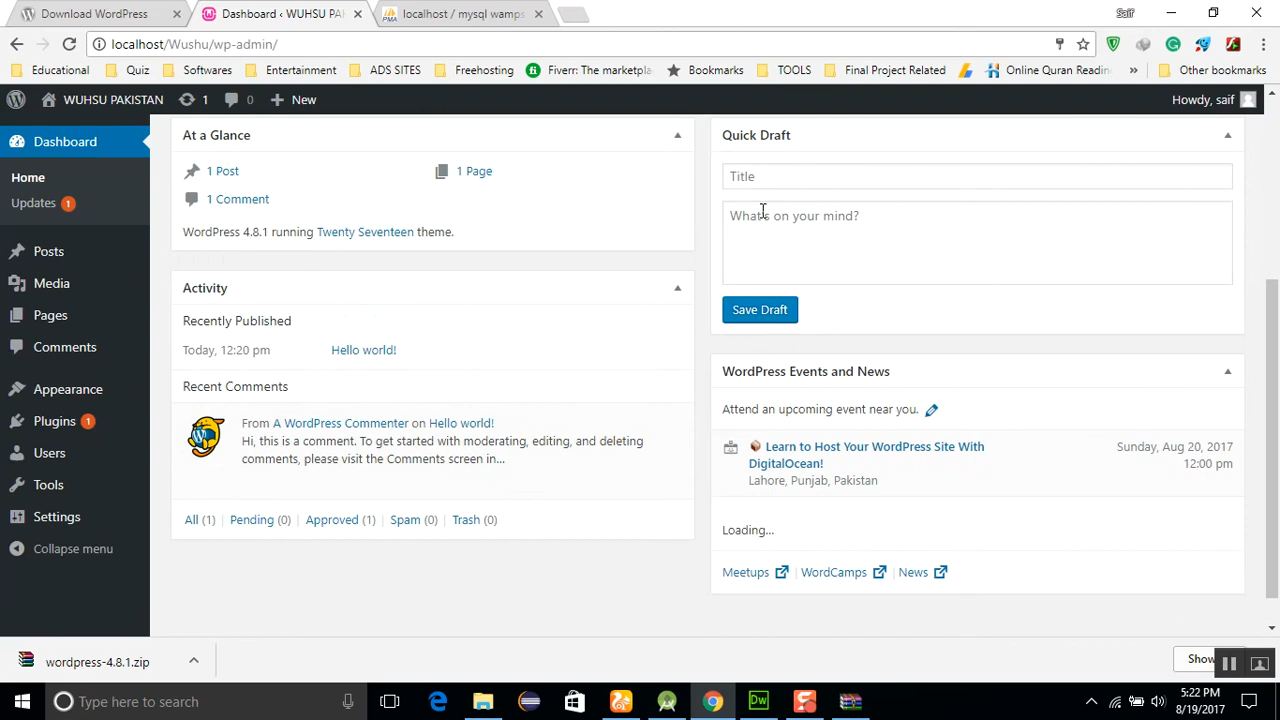 Download WordPress
Dashboard ‹ WUHSU PAKI
localhost / mysql wamps
Saif
localhost/Wushu/wp-admin/
Educational
Quiz
Softwares
Entertainment
ADS SITES
Freehosting
Fiverr: The marketpla
Bookmarks
TOOLS
Final Project Related
Online Quran Reading
»
Other bookmarks
WUHSU PAKISTAN
1
0
New
Howdy, saif
Dashboard
Home
Updates 1
Posts
Media
Pages
Comments
Appearance
Plugins 1
Users
Tools
Settings
Collapse menu
At a Glance
1 Post
1 Page
1 Comment
WordPress 4.8.1 running Twenty Seventeen theme.
Activity
Recently Published
Today, 12:20 pm
Hello world!
Recent Comments
From A WordPress Commenter on Hello world!
Hi, this is a comment. To get started with moderating, editing, and deleting
comments, please visit the Comments screen in...
All (1)
Pending (0)
Approved (1)
Spam (0)
Trash (0)
Quick Draft
Title
What's on your mind?
Save Draft
WordPress Events and News
Attend an upcoming event near you.
Learn to Host Your WordPress Site With
DigitalOcean!
Lahore, Punjab, Pakistan
Sunday, Aug 20, 2017
12:00 pm
Loading...
Meetups
WordCamps
News
wordpress-4.8.1.zip
Show
Type here to search
Dw
5:22 PM
8/19/2017